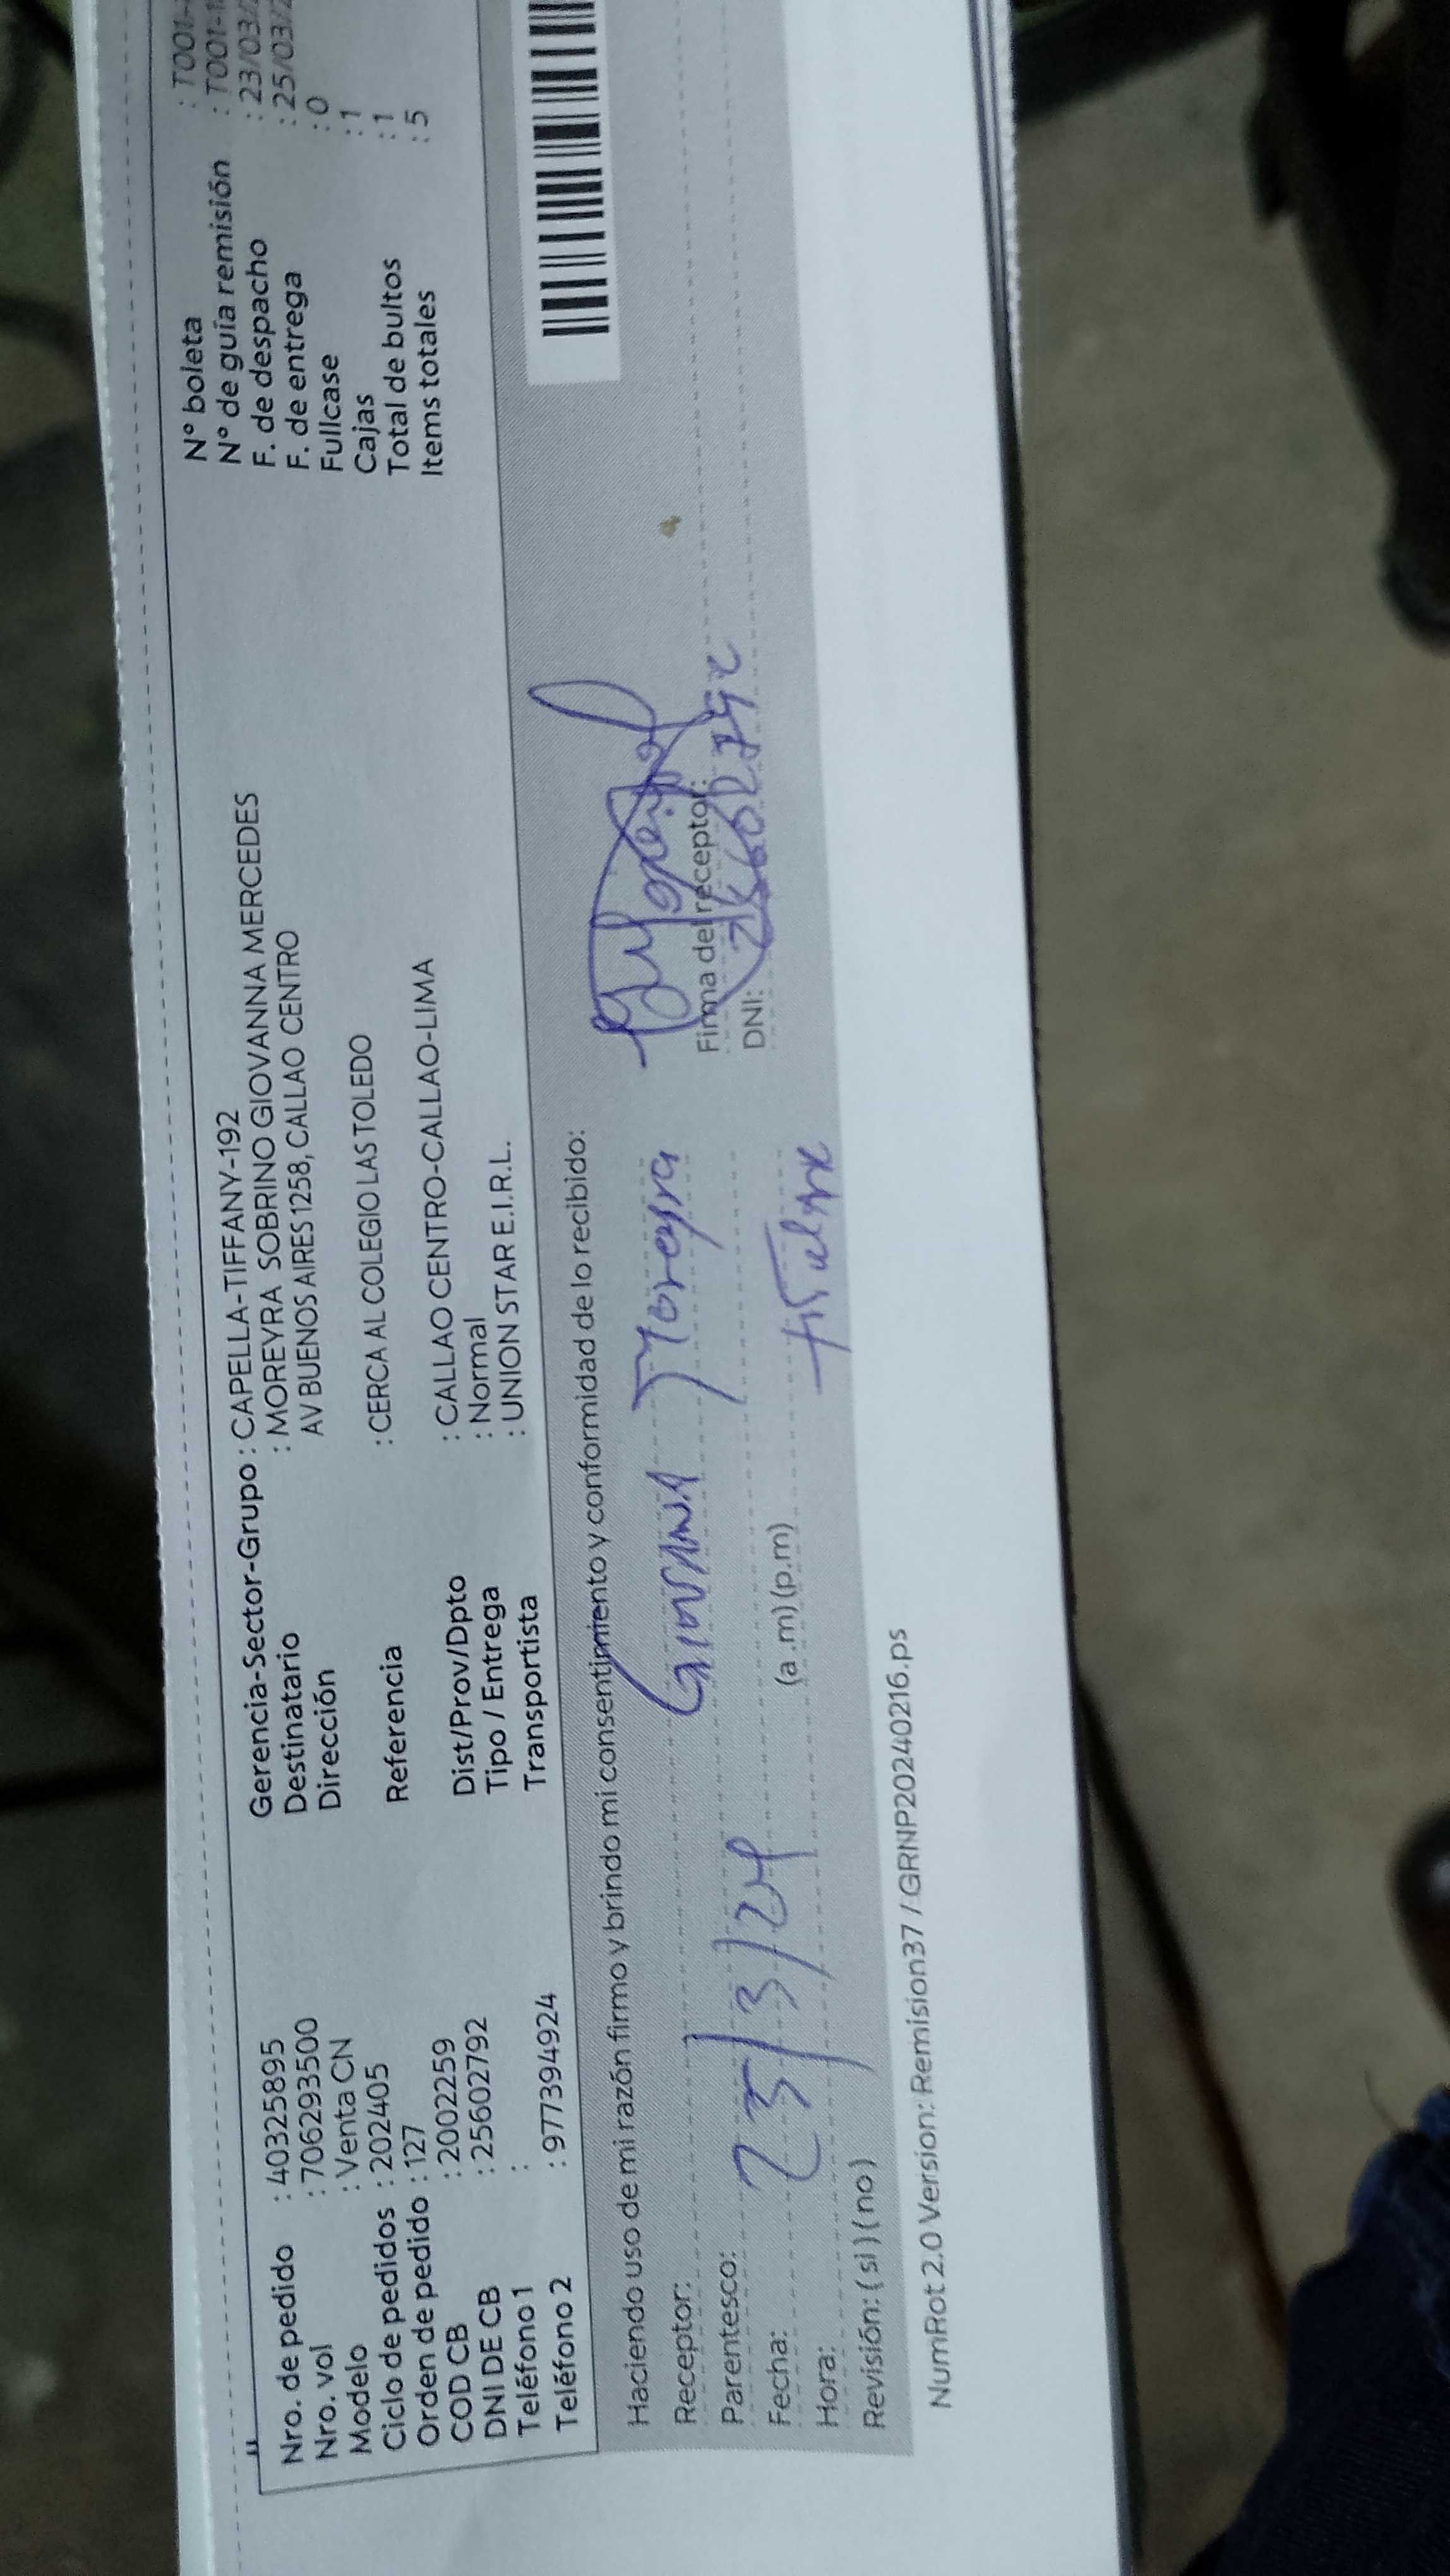 Nro. de pedido : 40325895
Nro. vol : 706293500
Modelo : Venta CN
Ciclo de pedidos : 202405
Orden de pedido : 127
COD CB : 2002259
DNI DE CB : 25602792
Teléfono 1 :
Teléfono 2 : 977394924
Gerencia-Sector-Grupo : CAPELLA-TIFFANY-192
Destinatario : MOREYRA SOBRINO GIOVANNA MERCEDES
Dirección AV BUENOS AIRES 1258, CALLAO CENTRO
Referencia : CERCA AL COLEGIO LAS TOLEDO
Dist/Prov/Dpto : CALLAO CENTRO-CALLAO-LIMA
Tipo / Entrega : Normal
Transportista : UNION STAR E.I.R.L.
N° boleta : T001-
N° de guía remisión : T001-1
F. de despacho : 23/03/2
F. de entrega : 25/03/2
Fullcase : 0
Cajas : 1
Total de bultos : 1
Items totales : 5
Haciendo uso de mi razón firmo y brindo mi consentimiento y conformidad de lo recibido:
Receptor: Giovanna Moreyra
Parentesco:
Fecha: 23/3/24
Hora: (a .m) (p.m) titular
Revisión: ( si ) ( no )
Firma del receptor:
DNI:
NumRot 2.0 Version: Remision37 / GRNP20240216.ps